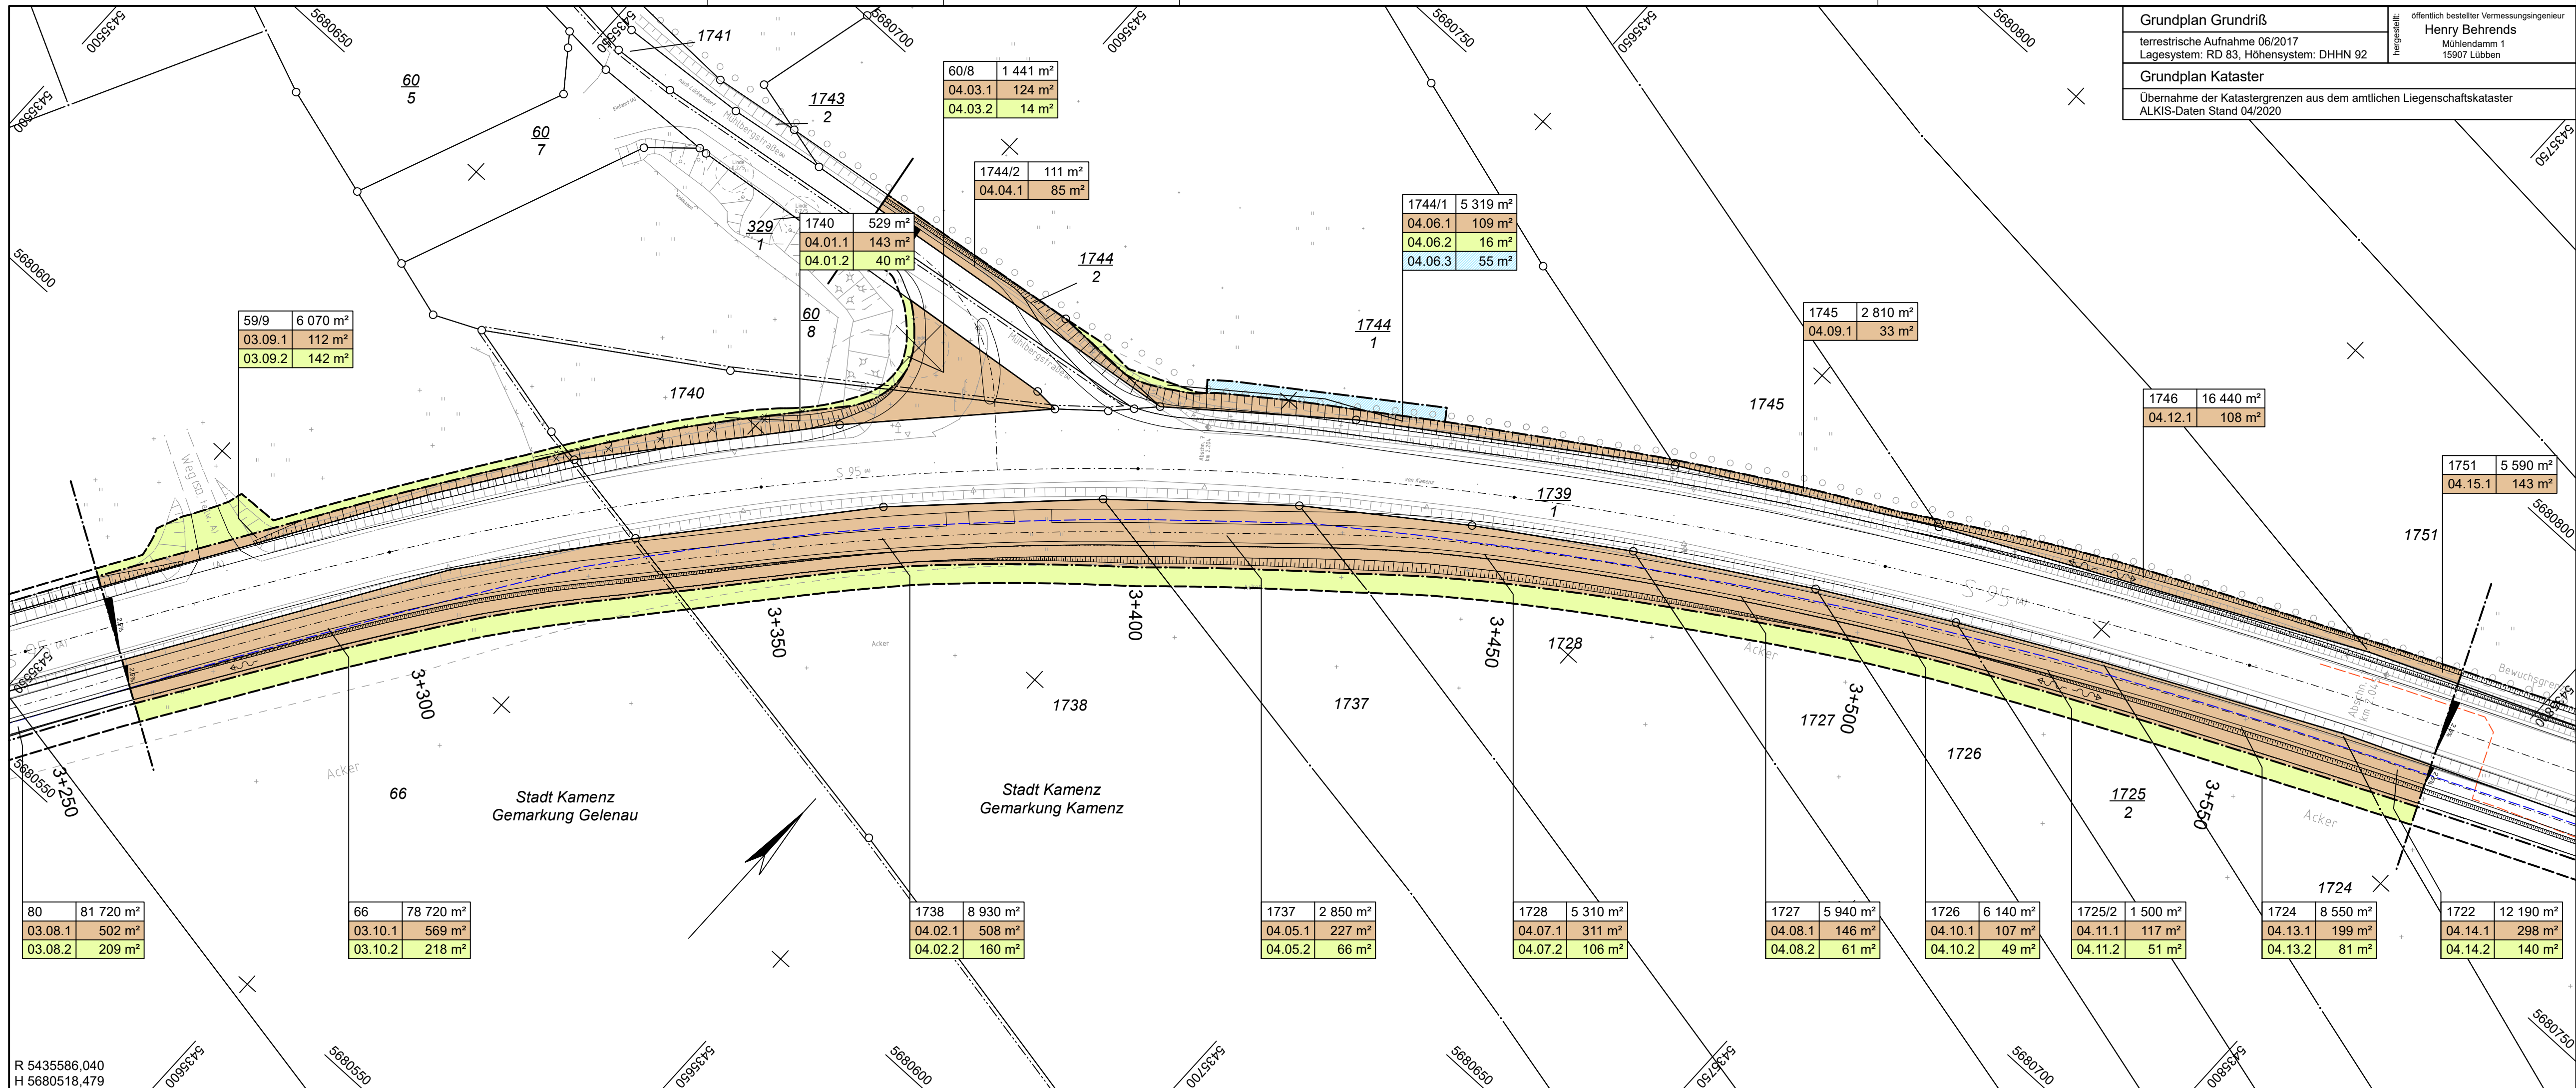 Grundplan Grundriß
terrestrische Aufnahme 06/2017
Lagesystem: RD 83, Höhensystem: DHHN 92
hergestellt:
öffentlich bestellter Vermessungsingenieur
Henry Behrends
Mühlendamm 1
15907 Lübben
Grundplan Kataster
Übernahme der Katastergrenzen aus dem amtlichen Liegenschaftskataster
ALKIS-Daten Stand 04/2020
5435500
5680650
5435550
5680700
5435600
5680750
5435650
5680800
5435500
5435750
5680600
5680800
60
5
60
7
1741
1743
2
nach Lückersdorf
Einfahrt (A)
Mühlbergstraße(A)
Linde
329
1
60/8 1 441 m²
04.03.1 124 m²
04.03.2 14 m²
1744/2 111 m²
04.04.1 85 m²
1740 529 m²
04.01.1 143 m²
04.01.2 40 m²
1744/1 5 319 m²
04.06.1 109 m²
04.06.2 16 m²
04.06.3 55 m²
1744
2
60
8
Mühlbergstraße(A)
1744
1
59/9 6 070 m²
03.09.1 112 m²
03.09.2 142 m²
1745 2 810 m²
04.09.1 33 m²
1740
1745
1746 16 440 m²
04.12.1 108 m²
1751 5 590 m²
04.15.1 143 m²
1751
S 95 (A)
von Kamenz
1739
1
S 95 (A)
(A)
3+250
3+300
3+350
3+400
3+450
3+500
3+550
Acker
Acker
Acker
Acker
66
1738
1737
1728
1727
1726
1725
2
1724
Stadt Kamenz
Gemarkung Gelenau
Stadt Kamenz
Gemarkung Kamenz
5435550
5680550
80 81 720 m²
03.08.1 502 m²
03.08.2 209 m²
66 78 720 m²
03.10.1 569 m²
03.10.2 218 m²
1738 8 930 m²
04.02.1 508 m²
04.02.2 160 m²
1737 2 850 m²
04.05.1 227 m²
04.05.2 66 m²
1728 5 310 m²
04.07.1 311 m²
04.07.2 106 m²
1727 5 940 m²
04.08.1 146 m²
04.08.2 61 m²
1726 6 140 m²
04.10.1 107 m²
04.10.2 49 m²
1725/2 1 500 m²
04.11.1 117 m²
04.11.2 51 m²
1724 8 550 m²
04.13.1 199 m²
04.13.2 81 m²
1722 12 190 m²
04.14.1 298 m²
04.14.2 140 m²
R 5435586,040
H 5680518,479
5435600
5680550
5435650
5680600
5435700
5680650
5435750
5680700
5435800
5680750